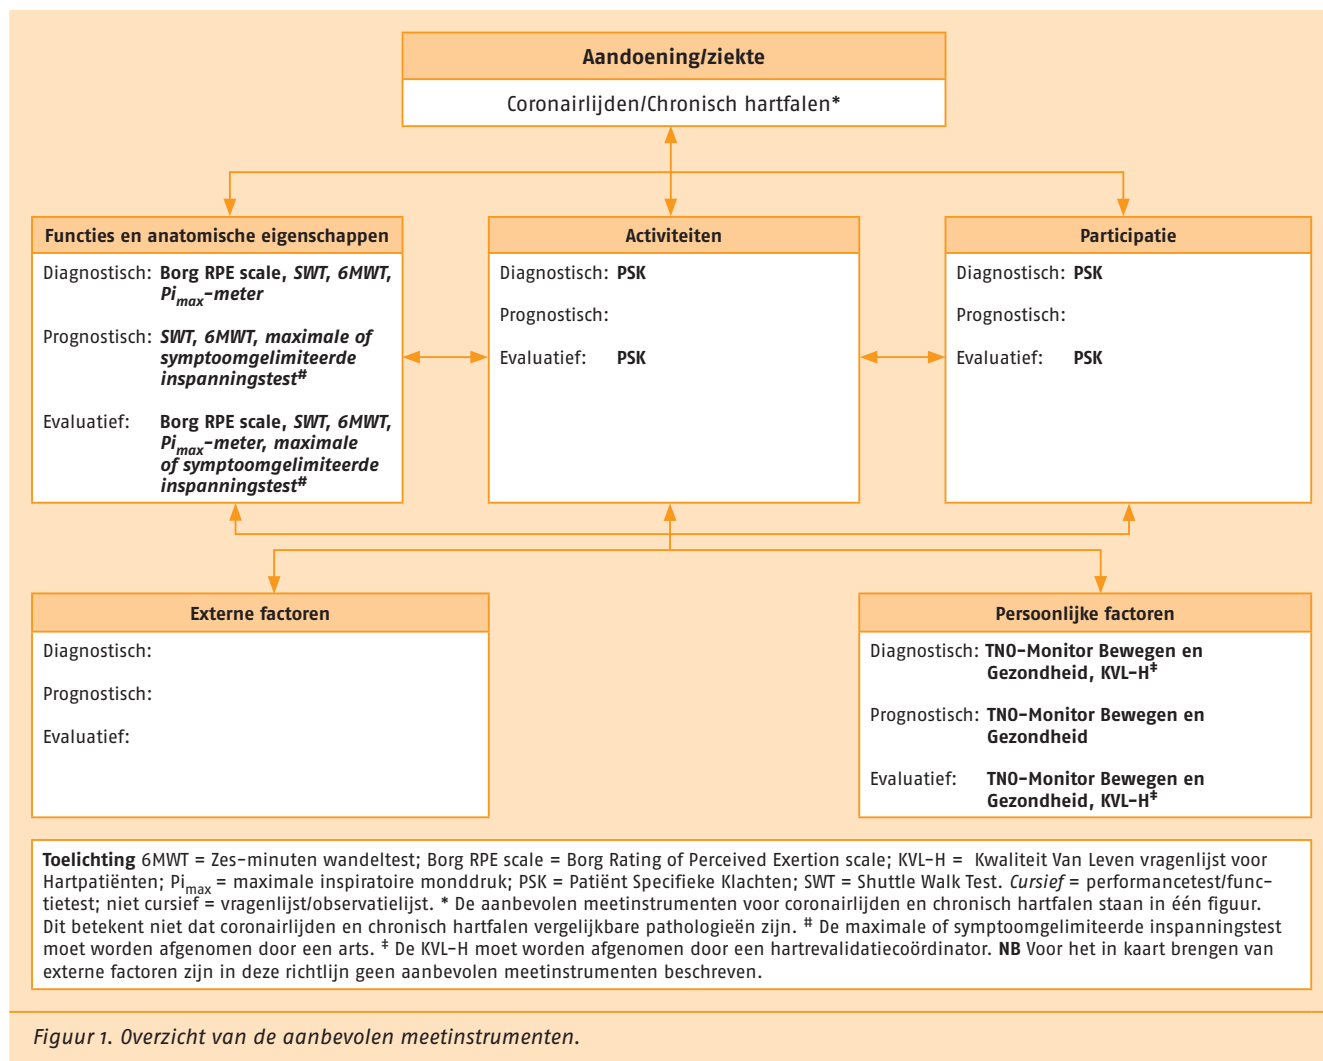 Aandoening/ziekte
Coronairlijden/Chronisch hartfalen*
Functies en anatomische eigenschappen
Diagnostisch: Borg RPE scale, SWT, 6MWT,
Pimax-meter
Prognostisch: SWT, 6MWT, maximale of
symptoomgelimiteerde
inspanningstest#
Evaluatief: Borg RPE scale, SWT, 6MWT,
Pimax-meter, maximale
of symptoomgelimiteerde
inspanningstest#
Activiteiten
Diagnostisch: PSK
Prognostisch:
Evaluatief: PSK
Participatie
Diagnostisch: PSK
Prognostisch:
Evaluatief: PSK
Externe factoren
Diagnostisch:
Prognostisch:
Evaluatief:
Persoonlijke factoren
Diagnostisch: TNO-Monitor Bewegen en
Gezondheid, KVL-H‡
Prognostisch: TNO-Monitor Bewegen en
Gezondheid
Evaluatief: TNO-Monitor Bewegen en
Gezondheid, KVL-H‡
Toelichting 6MWT = Zes-minuten wandeltest; Borg RPE scale = Borg Rating of Perceived Exertion scale; KVL-H = Kwaliteit Van Leven vragenlijst voor
Hartpatiënten; Pimax = maximale inspiratoire monddruk; PSK = Patiënt Specifieke Klachten; SWT = Shuttle Walk Test. Cursief = performancetest/func-
tietest; niet cursief = vragenlijst/observatielijst. * De aanbevolen meetinstrumenten voor coronairlijden en chronisch hartfalen staan in één figuur.
Dit betekent niet dat coronairlijden en chronisch hartfalen vergelijkbare pathologieën zijn. # De maximale of symptoomgelimiteerde inspanningstest
moet worden afgenomen door een arts. ‡ De KVL-H moet worden afgenomen door een hartrevalidatiecoördinator. NB Voor het in kaart brengen van
externe factoren zijn in deze richtlijn geen aanbevolen meetinstrumenten beschreven.
Figuur 1. Overzicht van de aanbevolen meetinstrumenten.